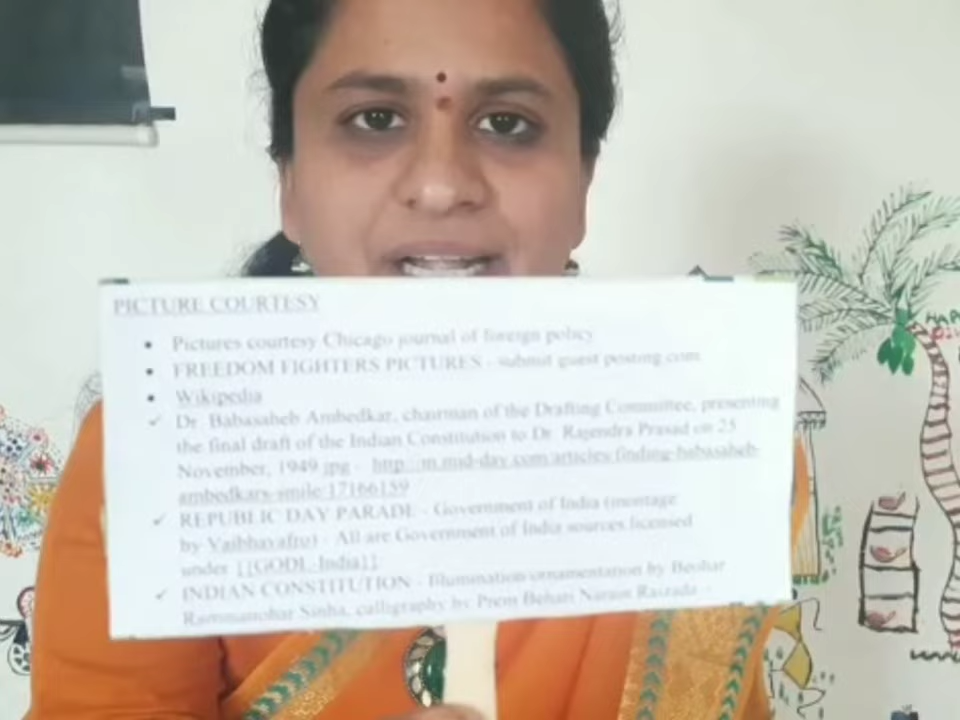 PICTURE COURTESY
Pictures courtesy Chicago journal of foreign policy
FREEDOM FIGHTERS PICTURES - submit guest posting.com
Wikipedia
Dr. Babasaheb Ambedkar, chairman of the Drafting Committee, presenting
the final draft of the Indian Constitution to Dr. Rajendra Prasad on 25
November, 1949.jpg - http://m.mid-day.com/articles/finding-babasaheb-
ambedkars-smile/17166159
REPUBLIC DAY PARADE - Government of India (montage
by Vaibhavafro) - All are Government of India sources licensed
under {{GODL-India}}
INDIAN CONSTITUTION - Illumination/ornamentation by Beohar
Rammanohar Sinha, calligraphy by Prem Behari Narain Raizada -